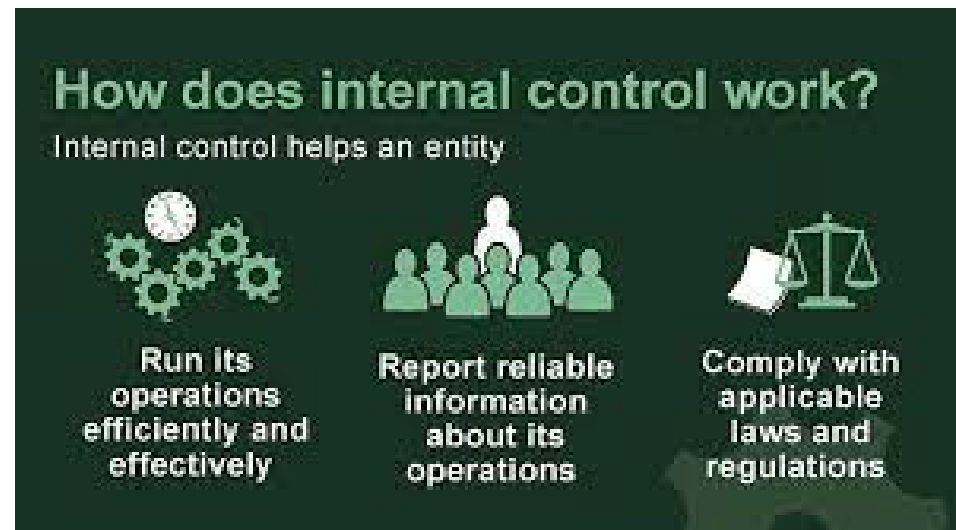 How does internal control work?
Internal control helps an entity
Run its
operations
efficiently and
effectively
Report reliable
information
about its
operations
Comply with
applicable
laws and
regulations